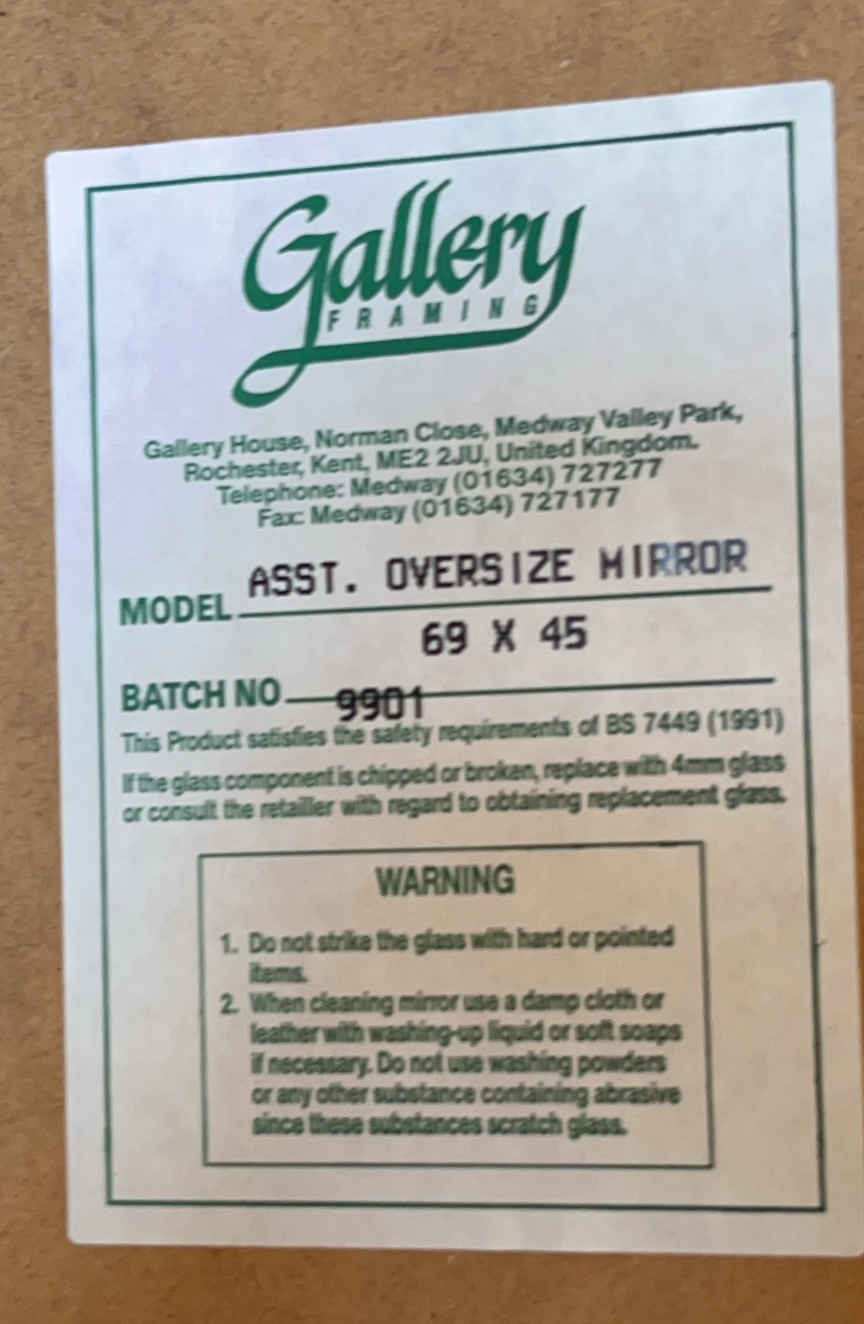 Gallery
FRAMING
Gallery House, Norman Close, Medway Valley Park,
Rochester, Kent, ME2 2JU, United Kingdom.
Telephone: Medway (01634) 727277
Fax: Medway (01634) 727177
MODEL ASST. OVERSIZE MIRROR
69 X 45
BATCH NO 9901
This Product satisfies the safety requirements of BS 7449 (1991)
If the glass component is chipped or broken, replace with 4mm glass
or consult the retailler with regard to obtaining replacement glass.
WARNING
1. Do not strike the glass with hard or pointed
items.
2. When cleaning mirror use a damp cloth or
leather with washing-up liquid or soft soaps
if necessary. Do not use washing powders
or any other substance containing abrasive
since these substances scratch glass.